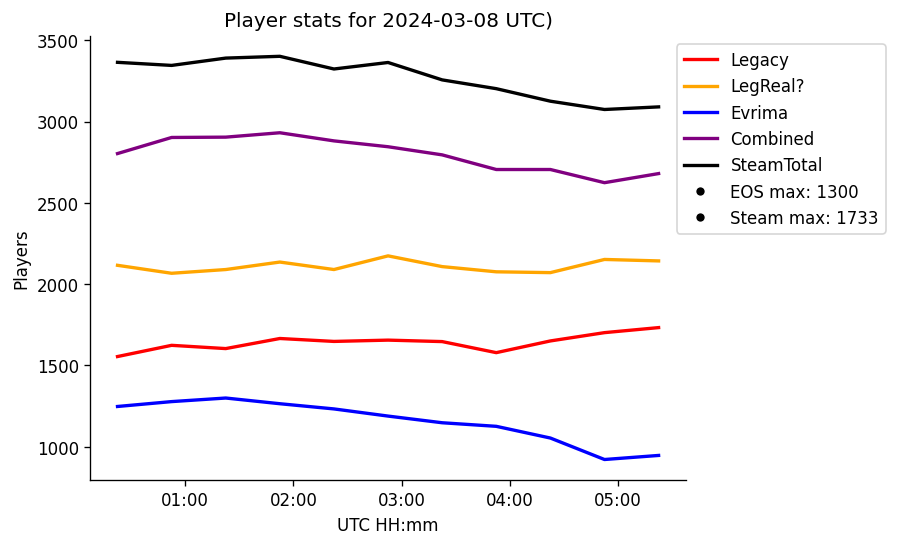 Player stats for 2024-03-08 UTC)
3500
3000
2500
2000
1500
1000
Players
01:00 02:00 03:00 04:00 05:00
UTC HH:mm
Legacy
LegReal?
Evrima
Combined
SteamTotal
EOS max: 1300
Steam max: 1733